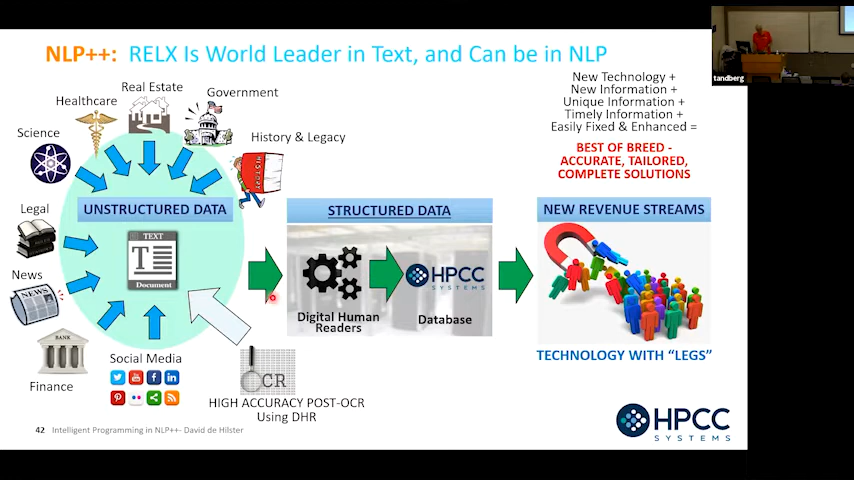 NLP++: RELX Is World Leader in Text, and Can be in NLP
tandberg
Real Estate
Healthcare
Government
Science
History & Legacy
HISTORY
New Technology +
New Information +
Unique Information +
Timely Information +
Easily Fixed & Enhanced =
BEST OF BREED -
ACCURATE, TAILORED,
COMPLETE SOLUTIONS
UNSTRUCTURED DATA
STRUCTURED DATA
NEW REVENUE STREAMS
Legal
TEXT
T
Document
News
NEWS
HPCC
SYSTEMS
Digital Human
Readers
Database
BANK
Finance
Social Media
OCR
HIGH ACCURACY POST-OCR
Using DHR
TECHNOLOGY WITH “LEGS”
42 Intelligent Programming in NLP++- David de Hilster
HPCC
SYSTEMS